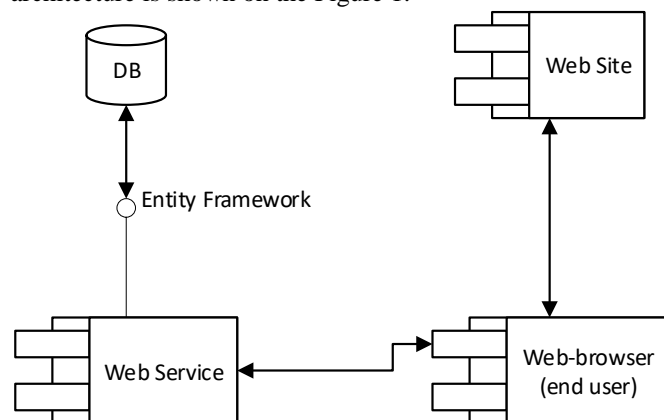 architecture is shown on the Figure 1.
DB
Web Site
Entity Framework
Web Service
Web-browser
(end user)